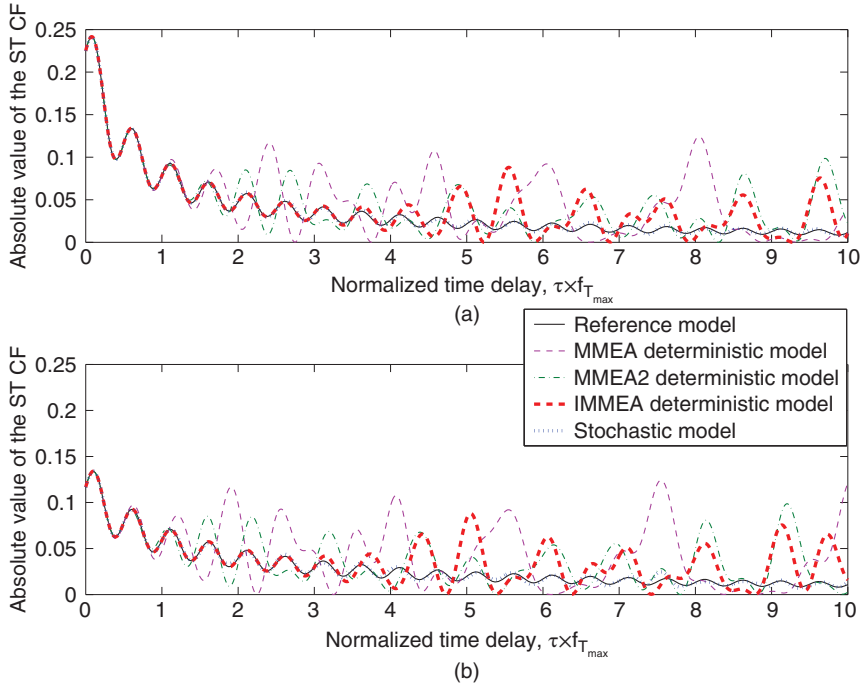 Absolute value of the ST CF
0.25
0.2
0.15
0.1
0.05
0
0 1 2 3 4 5 6 7 8 9 10
Normalized time delay, τ×f_Tmax
(a)
Reference model
MMEA deterministic model
MMEA2 deterministic model
IMMEA deterministic model
Stochastic model
Absolute value of the ST CF
0.25
0.2
0.15
0.1
0.05
0
0 1 2 3 4 5 6 7 8 9 10
Normalized time delay, τ×f_Tmax
(b)